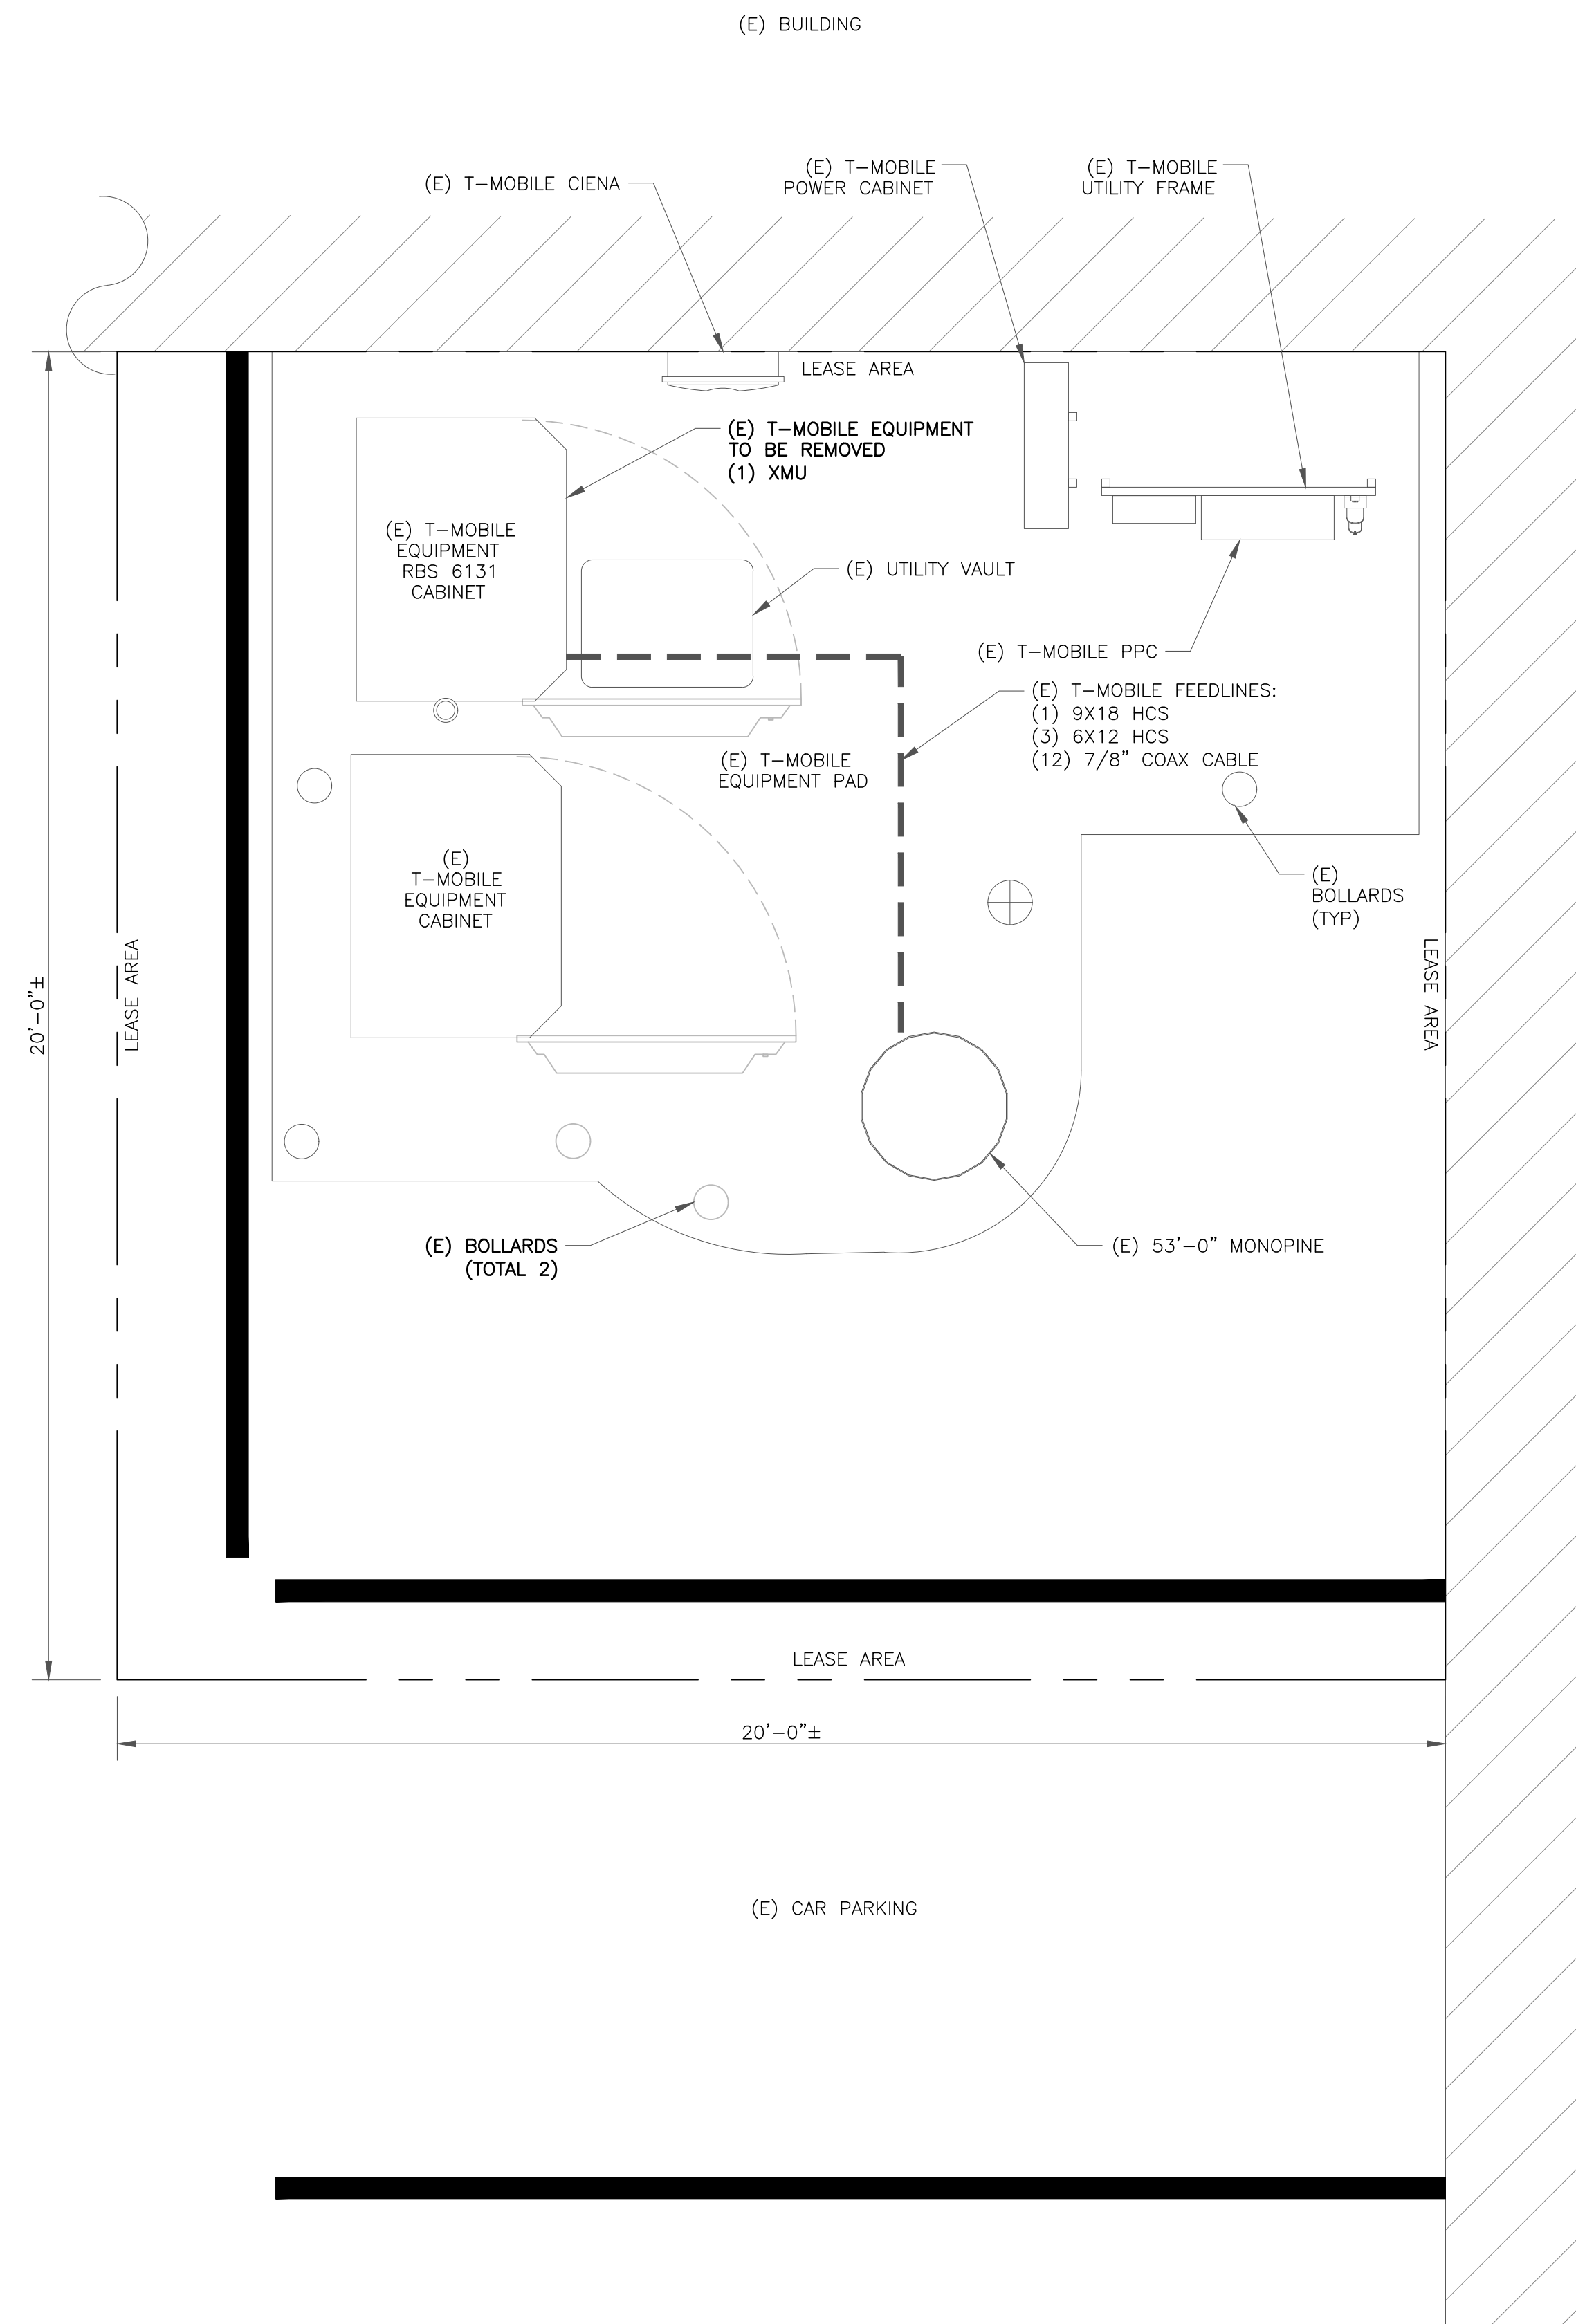 (E) BUILDING
(E) T-MOBILE CIENA
(E) T-MOBILE
POWER CABINET
(E) T-MOBILE
UTILITY FRAME
LEASE AREA
(E) T-MOBILE EQUIPMENT
TO BE REMOVED
(1) XMU
(E) T-MOBILE
EQUIPMENT
RBS 6131
CABINET
(E) UTILITY VAULT
(E) T-MOBILE PPC
(E) T-MOBILE FEEDLINES:
(1) 9X18 HCS
(3) 6X12 HCS
(12) 7/8" COAX CABLE
(E) T-MOBILE
EQUIPMENT PAD
(E)
T-MOBILE
EQUIPMENT
CABINET
(E)
BOLLARDS
(TYP)
20'-0"±
LEASE AREA
LEASE AREA
(E) BOLLARDS
(TOTAL 2)
(E) 53'-0" MONOPINE
LEASE AREA
20'-0"±
(E) CAR PARKING